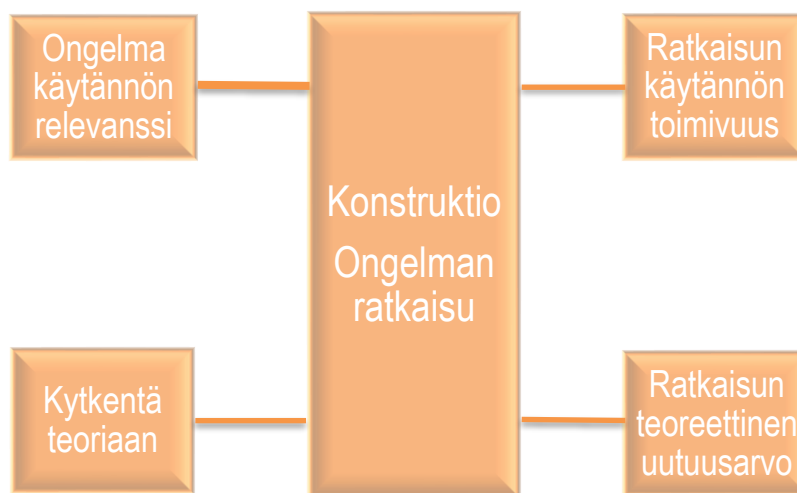 Ongelma
käytännön
relevanssi
Kytkentä
teoriaan
Konstruktio
Ongelman
ratkaisu
Ratkaisun
käytännön
toimivuus
Ratkaisun
teoreettinen
uutuusarvo